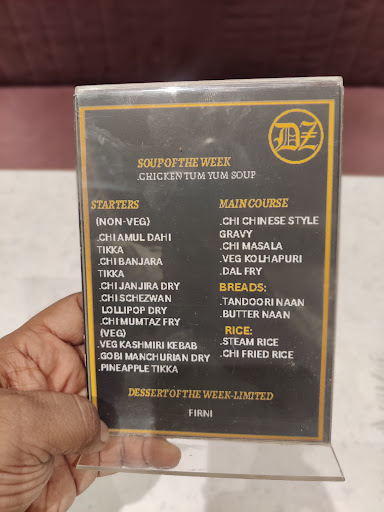 DZ
SOUP OF THE WEEK
.CHICKEN TUM YUM SOUP
STARTERS
(NON-VEG)
.CHI AMUL DAHI
TIKKA
.CHI BANJARA
TIKKA
.CHI JANJIRA DRY
.CHI SCHEZWAN
LOLLIPOP DRY
.CHI MUMTAZ FRY
(VEG)
.VEG KASHMIRI KEBAB
.GOBI MANCHURIAN DRY
.PINEAPPLE TIKKA
MAIN COURSE
.CHI CHINESE STYLE
GRAVY
.CHI MASALA
.VEG KOLHAPURI
.DAL FRY
BREADS:
.TANDOORI NAAN
.BUTTER NAAN
RICE:
.STEAM RICE
.CHI FRIED RICE
DESSERT OF THE WEEK-LIMITED
FIRNI